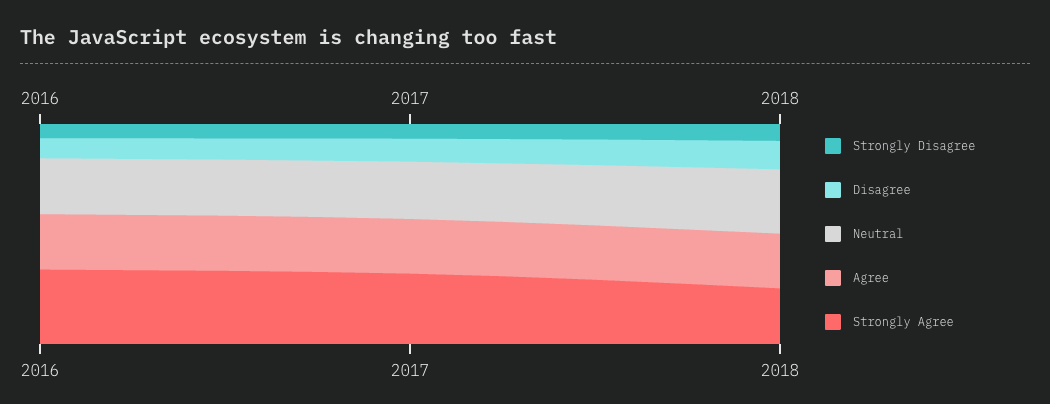 The JavaScript ecosystem is changing too fast
2016 2017 2018
Strongly Disagree
Disagree
Neutral
Agree
Strongly Agree
2016 2017 2018